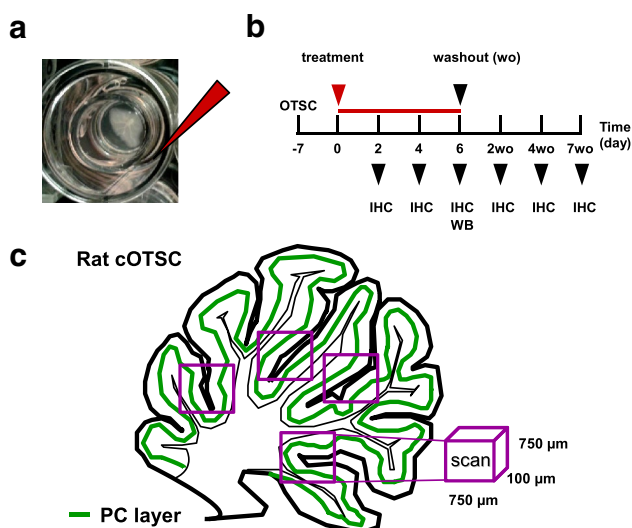 a
b
treatment
washout (wo)
OTSC
Time
(day)
-7 0 2 4 6 2wo 4wo 7wo
IHC IHC IHC IHC IHC IHC
WB
c
Rat cOTSC
scan
750 µm
100 µm
750 µm
PC layer